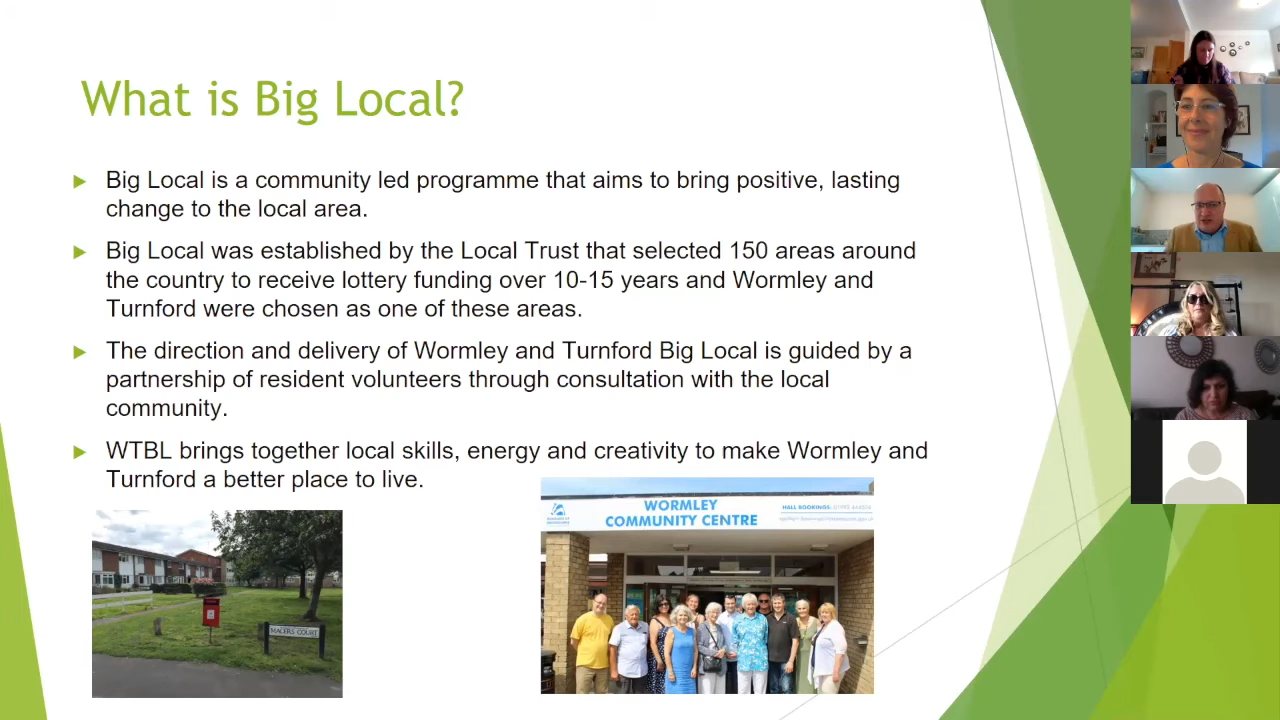 What is Big Local?
Big Local is a community led programme that aims to bring positive, lasting
change to the local area.
Big Local was established by the Local Trust that selected 150 areas around
the country to receive lottery funding over 10-15 years and Wormley and
Turnford were chosen as one of these areas.
The direction and delivery of Wormley and Turnford Big Local is guided by a
partnership of resident volunteers through consultation with the local
community.
WTBL brings together local skills, energy and creativity to make Wormley and
Turnford a better place to live.
WORMLEY
COMMUNITY CENTRE
HALL BOOKINGS:
MACERS COURT